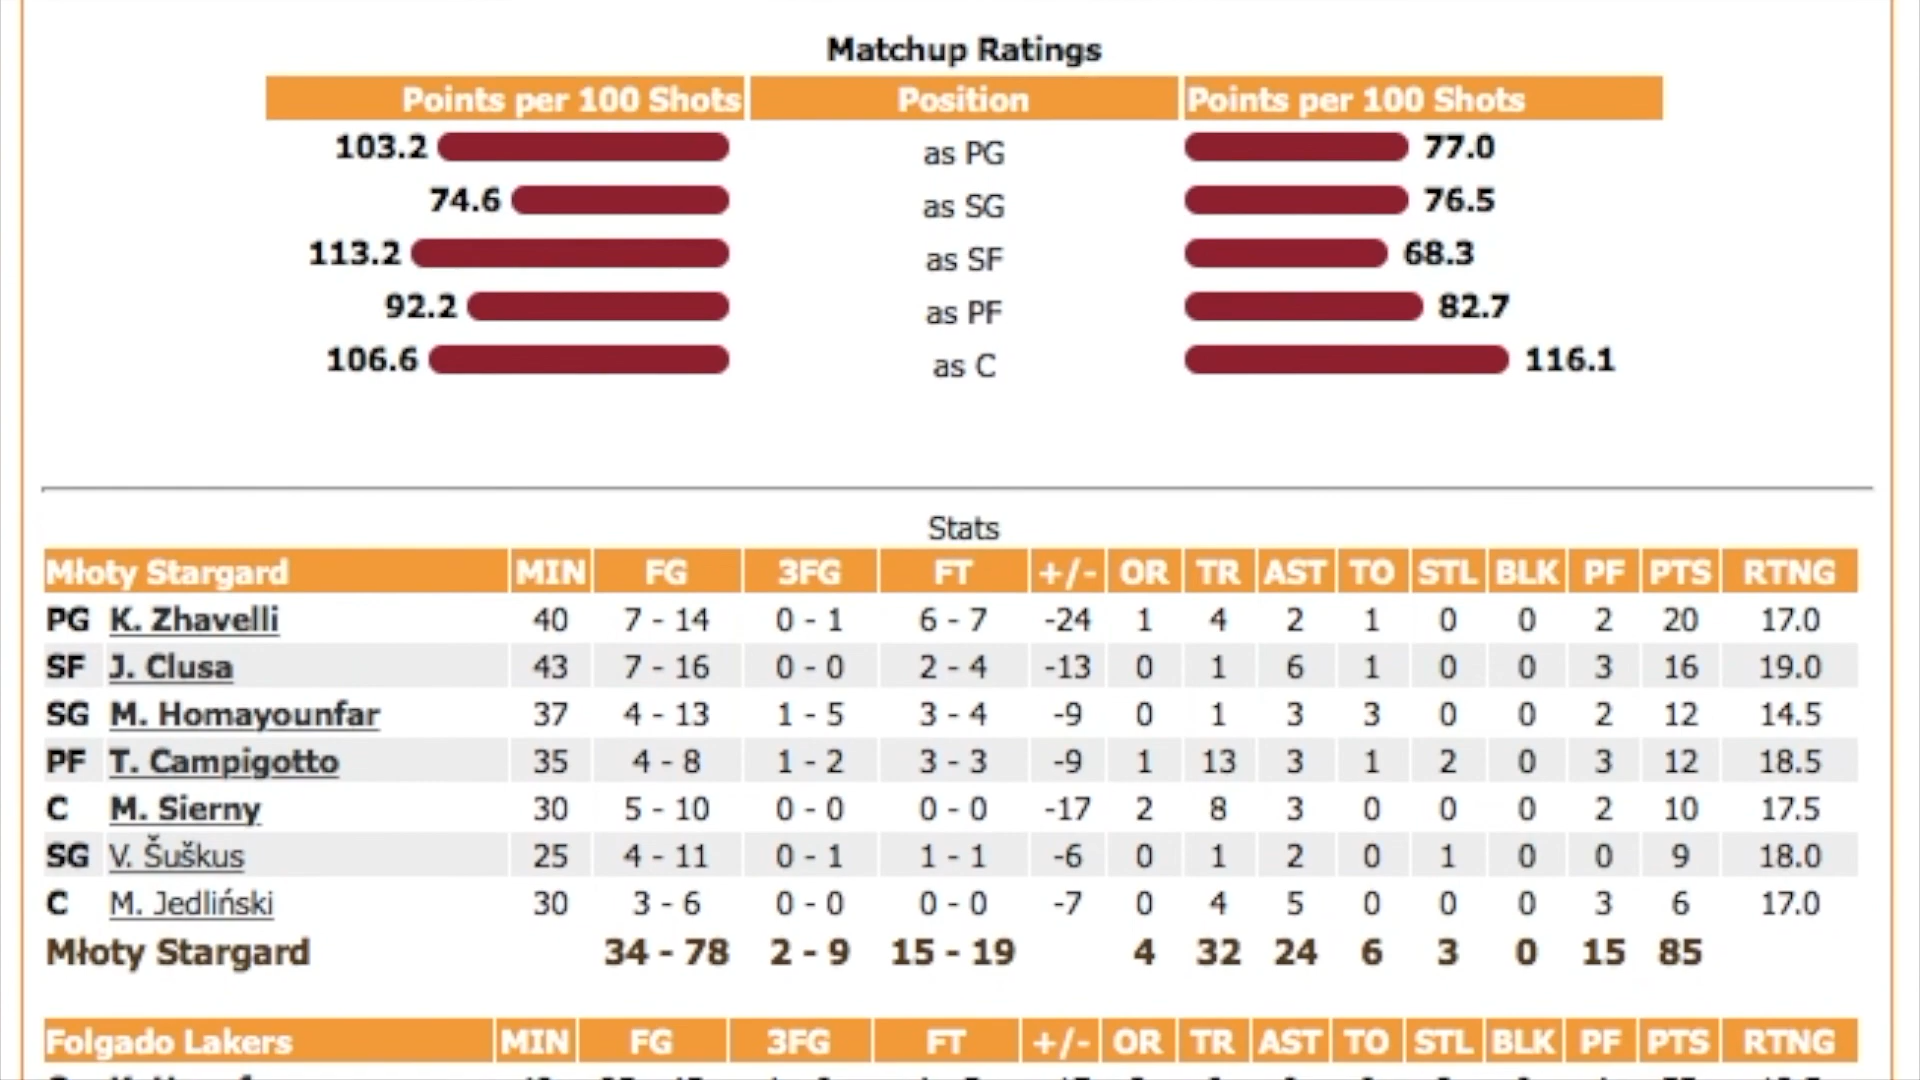 Matchup Ratings
Points per 100 Shots Position Points per 100 Shots
103.2 as PG 77.0
74.6 as SG 76.5
113.2 as SF 68.3
92.2 as PF 82.7
106.6 as C 116.1
Stats
Młoty Stargard MIN FG 3FG FT +/- OR TR AST TO STL BLK PF PTS RTNG
PG K. Zhavelli 40 7 - 14 0 - 1 6 - 7 -24 1 4 2 1 0 0 2 20 17.0
SF J. Clusa 43 7 - 16 0 - 0 2 - 4 -13 0 1 6 1 0 0 3 16 19.0
SG M. Homayounfar 37 4 - 13 1 - 5 3 - 4 -9 0 1 3 3 0 0 2 12 14.5
PF T. Campigotto 35 4 - 8 1 - 2 3 - 3 -9 1 13 3 1 2 0 3 12 18.5
C M. Sierny 30 5 - 10 0 - 0 0 - 0 -17 2 8 3 0 0 0 2 10 17.5
SG V. Šuškus 25 4 - 11 0 - 1 1 - 1 -6 0 1 2 0 1 0 0 9 18.0
C M. Jedliński 30 3 - 6 0 - 0 0 - 0 -7 0 4 5 0 0 0 3 6 17.0
Młoty Stargard 34 - 78 2 - 9 15 - 19 4 32 24 6 3 0 15 85
Folgado Lakers MIN FG 3FG FT +/- OR TR AST TO STL BLK PF PTS RTNG